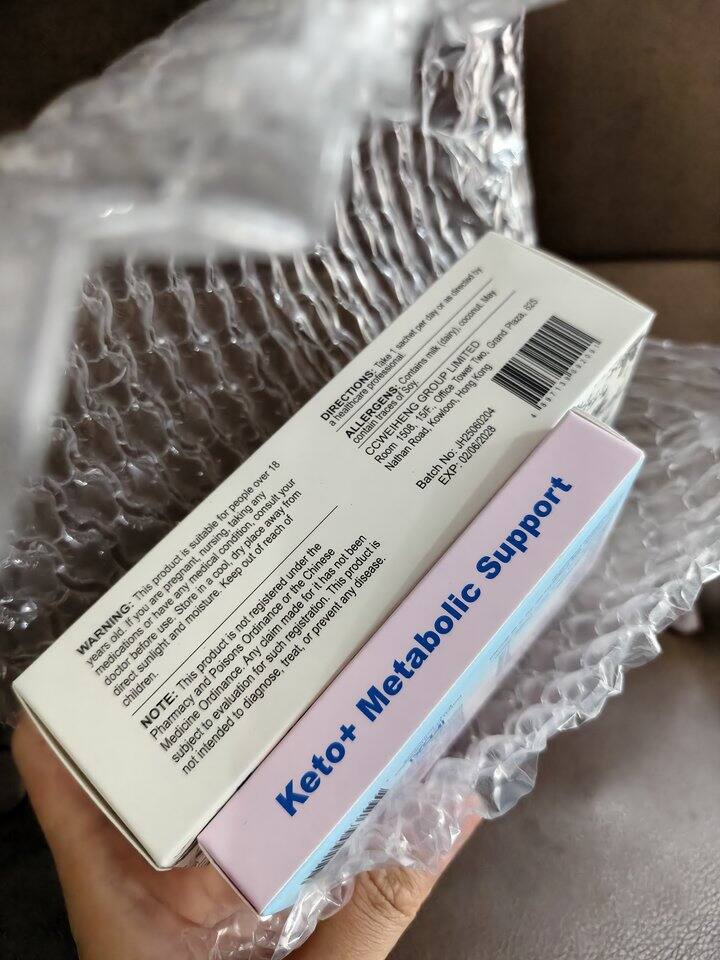 WARNING: This product is suitable for people over 18
years old. If you are pregnant, nursing, taking any
medications or have any medical condition, consult your
doctor before use. Store in a cool, dry place away from
direct sunlight and moisture. Keep out of reach of
children.
NOTE: This product is not registered under the
Pharmacy and Poisons Ordinance or the Chinese
Medicine Ordinance. Any claim made for it has not been
subject to evaluation for such registration. This product is
not intended to diagnose, treat, or prevent any disease.
DIRECTIONS: Take 1 sachet per day or as directed by
a healthcare professional.
ALLERGENS: Contains milk (dairy), coconut. May
contain traces of Soy.
CCWEIHENG GROUP LIMITED
Room 1508, 15/F., Office Tower Two, Grand Plaza, 625
Nathan Road, Kowloon, Hong Kong
Batch No: JH25060204
EXP: 02/06/2028
Keto+ Metabolic Support